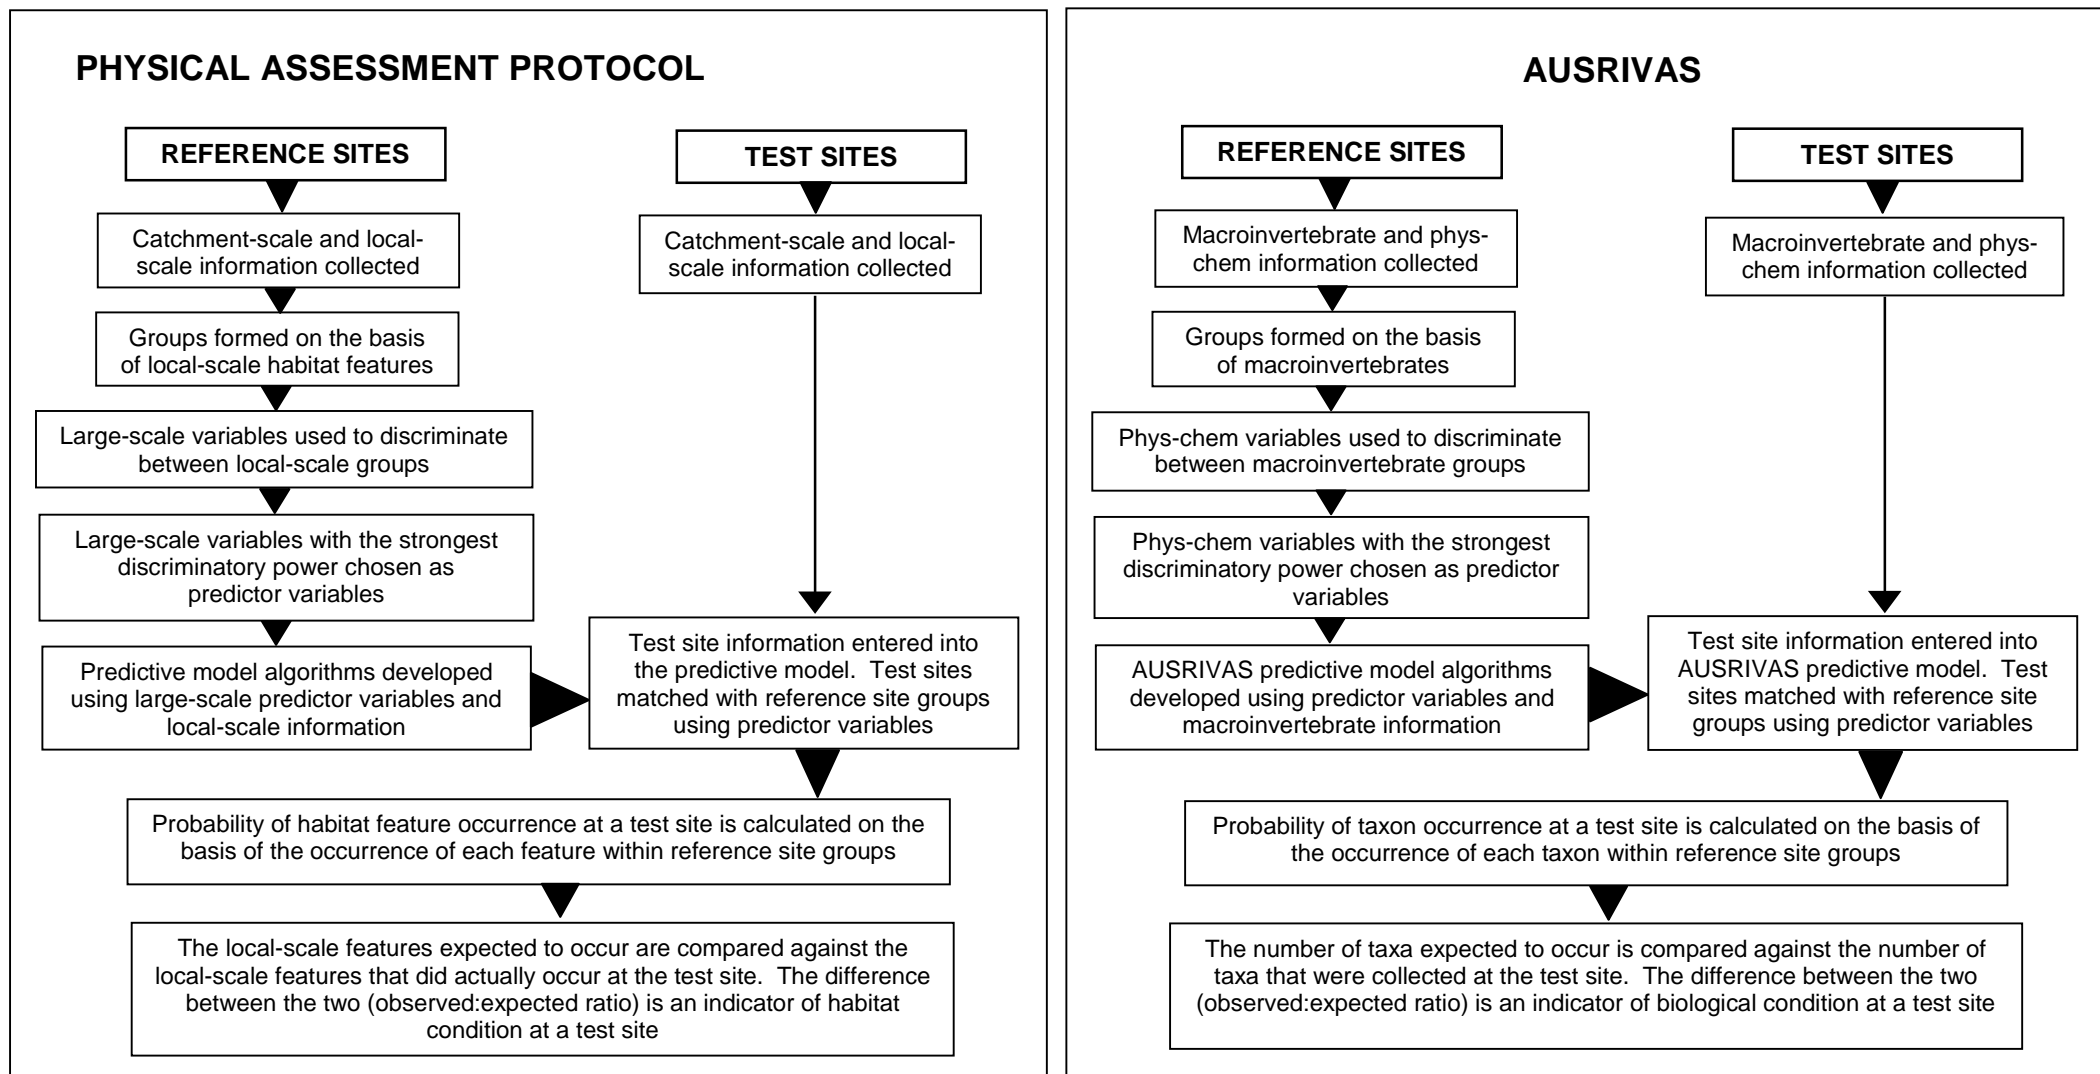 PHYSICAL ASSESSMENT PROTOCOL
REFERENCE SITES
Catchment-scale and local-
scale information collected
Groups formed on the basis
of local-scale habitat features
Large-scale variables used to discriminate
between local-scale groups
Large-scale variables with the strongest
discriminatory power chosen as
predictor variables
Predictive model algorithms developed
using large-scale predictor variables and
local-scale information
TEST SITES
Catchment-scale and local-
scale information collected
Test site information entered into
the predictive model.  Test sites
matched with reference site groups
using predictor variables
Probability of habitat feature occurrence at a test site is calculated on the
basis of the occurrence of each feature within reference site groups
The local-scale features expected to occur are compared against the
local-scale features that did actually occur at the test site.  The difference
between the two (observed:expected ratio) is an indicator of habitat
condition at a test site
AUSRIVAS
REFERENCE SITES
Macroinvertebrate and phys-
chem information collected
Groups formed on the basis
of macroinvertebrates
Phys-chem variables used to discriminate
between macroinvertebrate groups
Phys-chem variables with the strongest
discriminatory power chosen as predictor
variables
AUSRIVAS predictive model algorithms
developed using predictor variables and
macroinvertebrate information
TEST SITES
Macroinvertebrate and phys-
chem information collected
Test site information entered into
AUSRIVAS predictive model.  Test
sites matched with reference site
groups using predictor variables
Probability of taxon occurrence at a test site is calculated on the basis of
the occurrence of each taxon within reference site groups
The number of taxa expected to occur is compared against the number of
taxa that were collected at the test site.  The difference between the two
(observed:expected ratio) is an indicator of biological condition at a test site